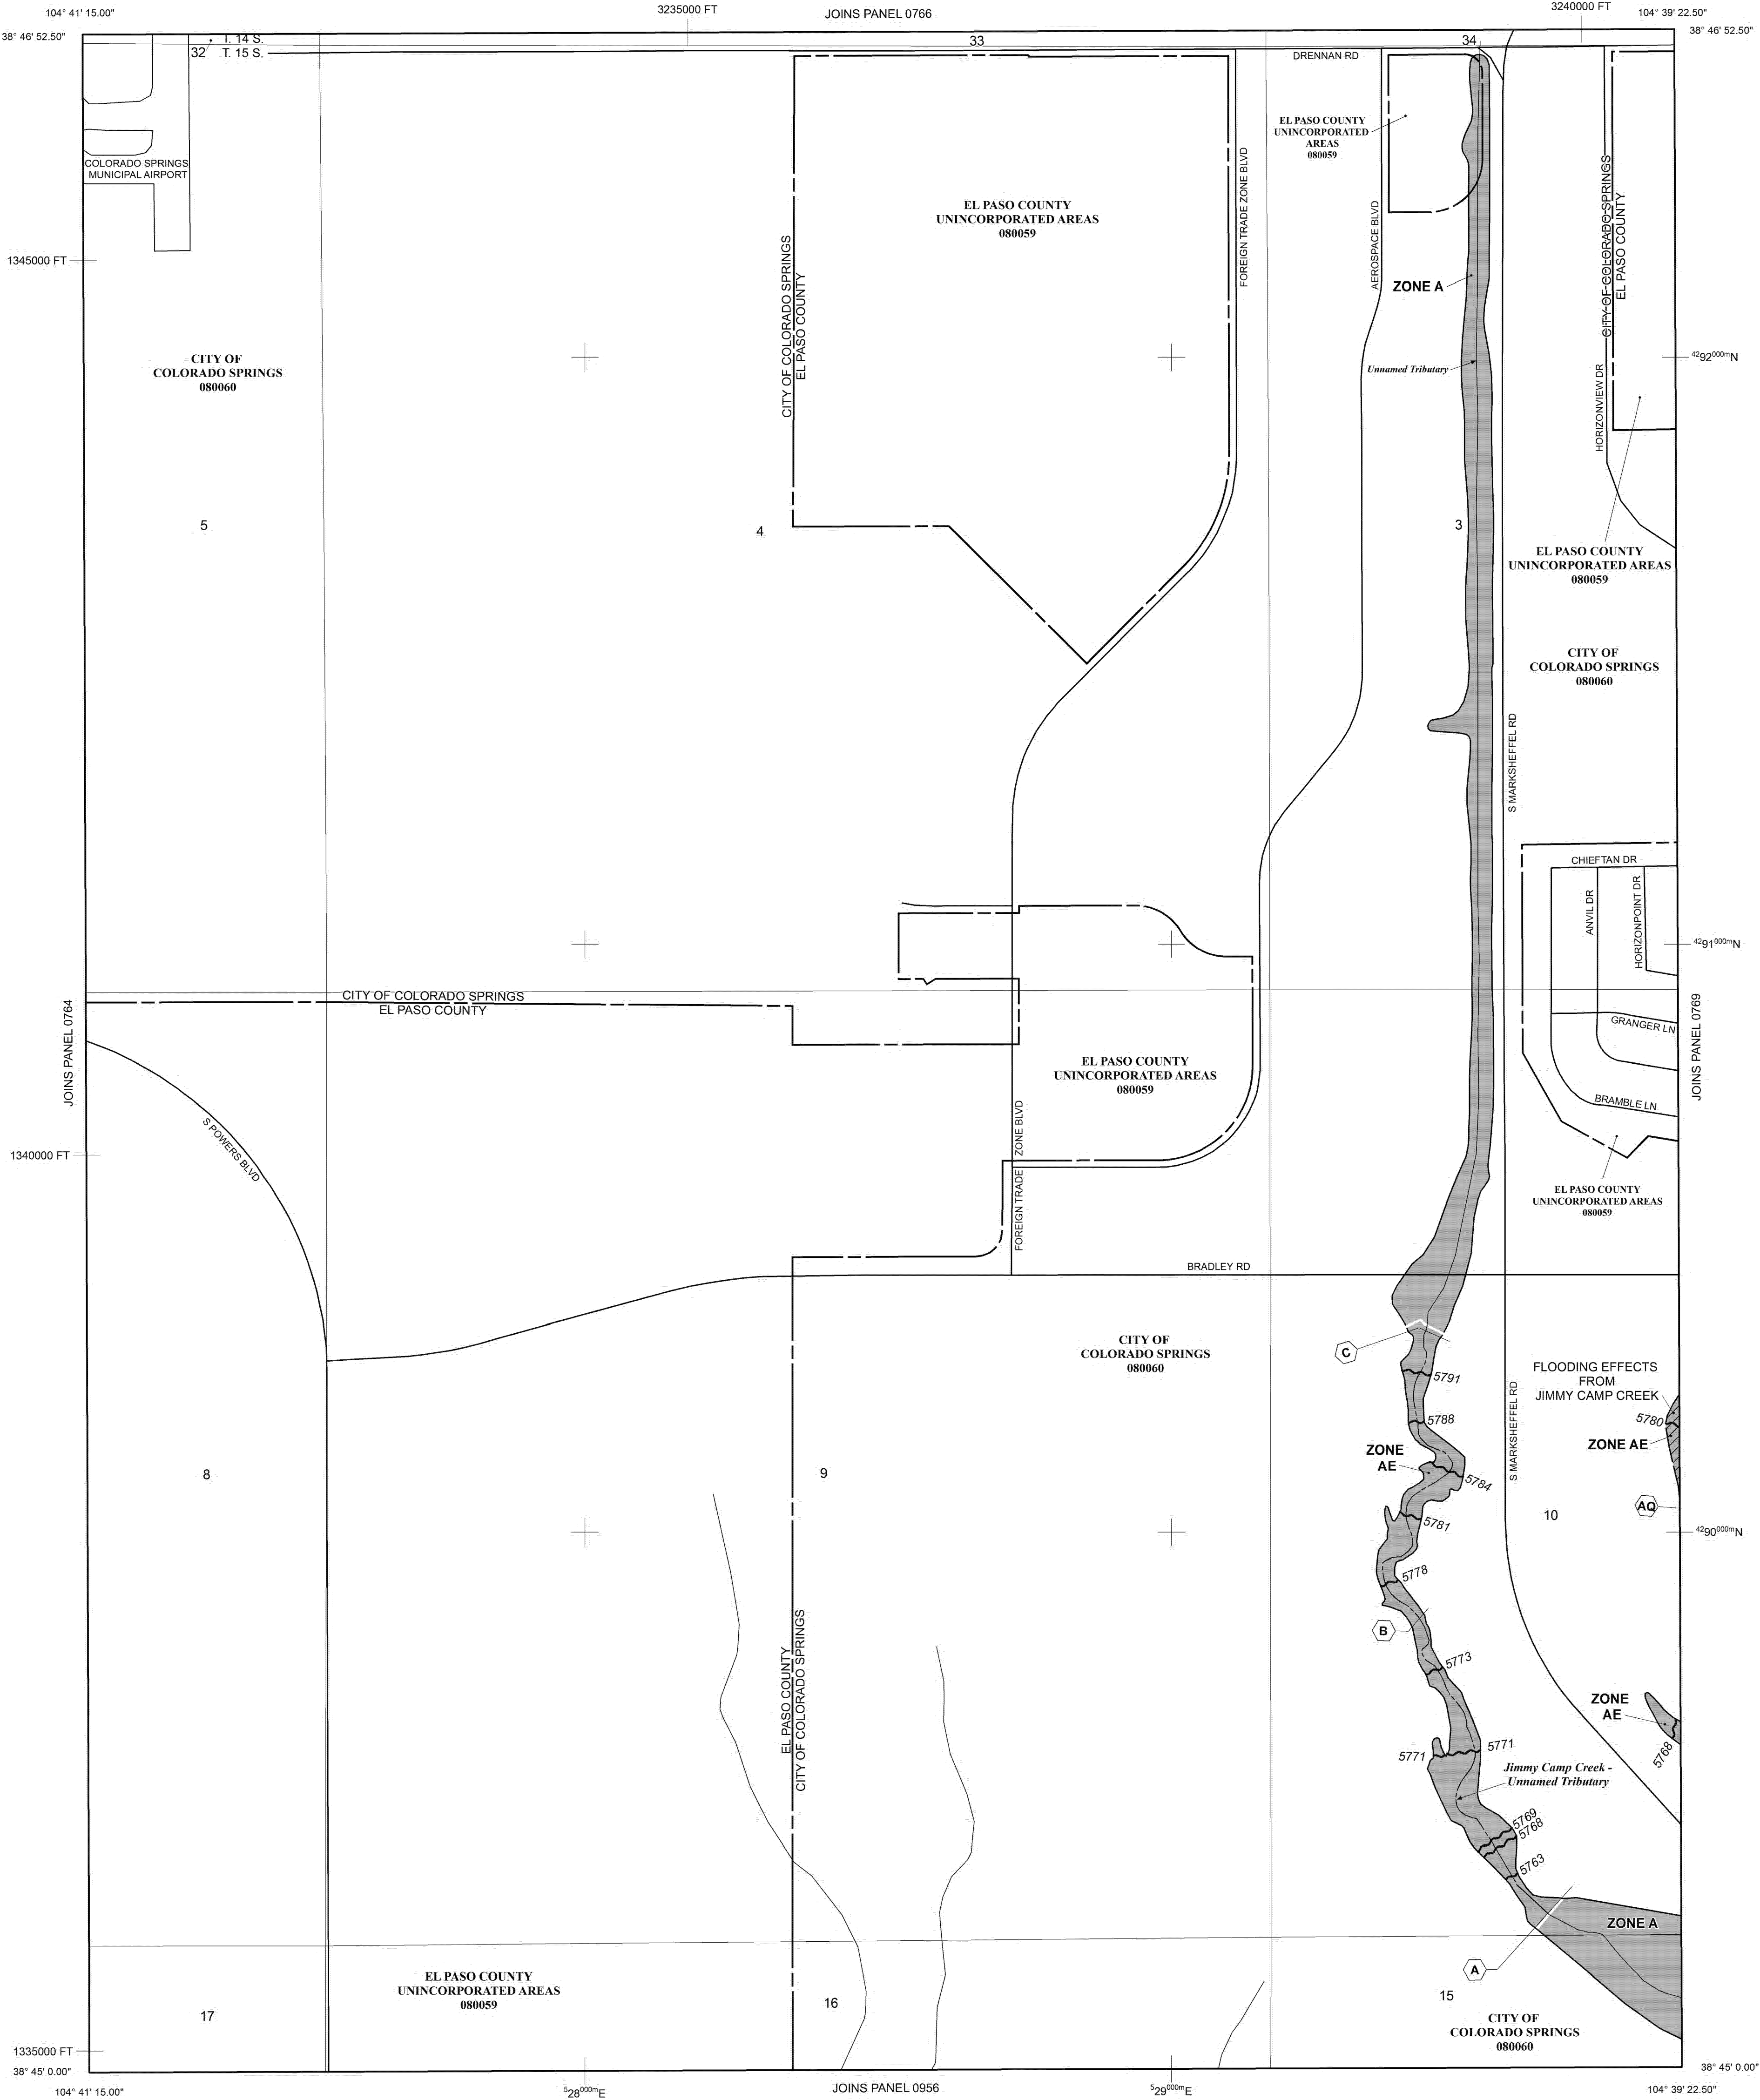 104° 41' 15.00"
3235000 FT
JOINS PANEL 0766
3240000 FT
104° 39' 22.50"
38° 46' 52.50"
38° 46' 52.50"
T. 14 S.
32
T. 15 S.
33
34
DRENNAN RD
COLORADO SPRINGS
MUNICIPAL AIRPORT
EL PASO COUNTY
UNINCORPORATED
AREAS
080059
EL PASO COUNTY
UNINCORPORATED AREAS
080059
FOREIGN TRADE ZONE BLVD
AEROSPACE BLVD
CITY OF COLORADO SPRINGS
EL PASO COUNTY
CITY OF COLORADO SPRINGS
EL PASO COUNTY
1345000 FT
ZONE A
CITY OF
COLORADO SPRINGS
080060
Unnamed Tributary
HORIZONVIEW DR
4292000mN
5
4
3
EL PASO COUNTY
UNINCORPORATED AREAS
080059
CITY OF
COLORADO SPRINGS
080060
S MARKSHEFFEL RD
CHIEFTAN DR
ANVIL DR
HORIZONPOINT DR
4291000mN
CITY OF COLORADO SPRINGS
EL PASO COUNTY
JOINS PANEL 0764
JOINS PANEL 0769
GRANGER LN
EL PASO COUNTY
UNINCORPORATED AREAS
080059
BRAMBLE LN
S POWERS BLVD
FOREIGN TRADE ZONE BLVD
1340000 FT
EL PASO COUNTY
UNINCORPORATED AREAS
080059
BRADLEY RD
CITY OF
COLORADO SPRINGS
080060
C
5791
FLOODING EFFECTS
FROM
JIMMY CAMP CREEK
5788
5780
S MARKSHEFFEL RD
ZONE
AE
ZONE AE
8
9
5784
AQ
10
5781
4290000mN
5778
B
5773
EL PASO COUNTY
CITY OF COLORADO SPRINGS
ZONE
AE
5768
5771
5771
Jimmy Camp Creek -
Unnamed Tributary
5769
5768
5763
ZONE A
A
EL PASO COUNTY
UNINCORPORATED AREAS
080059
17
16
15
CITY OF
COLORADO SPRINGS
080060
1335000 FT
38° 45' 0.00"
38° 45' 0.00"
104° 41' 15.00"
528000mE
JOINS PANEL 0956
529000mE
104° 39' 22.50"